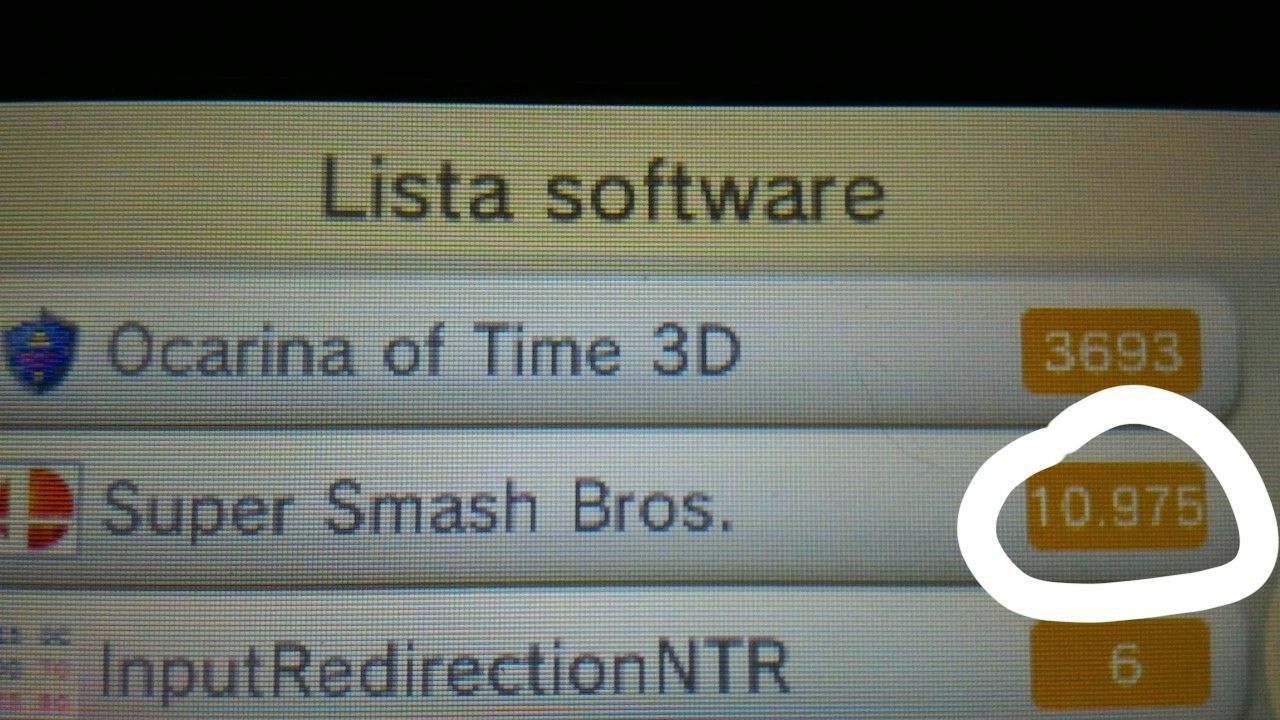 Lista software
Ocarina of Time 3D 3693
Super Smash Bros. 10.975
InputRedirectionNTR 6